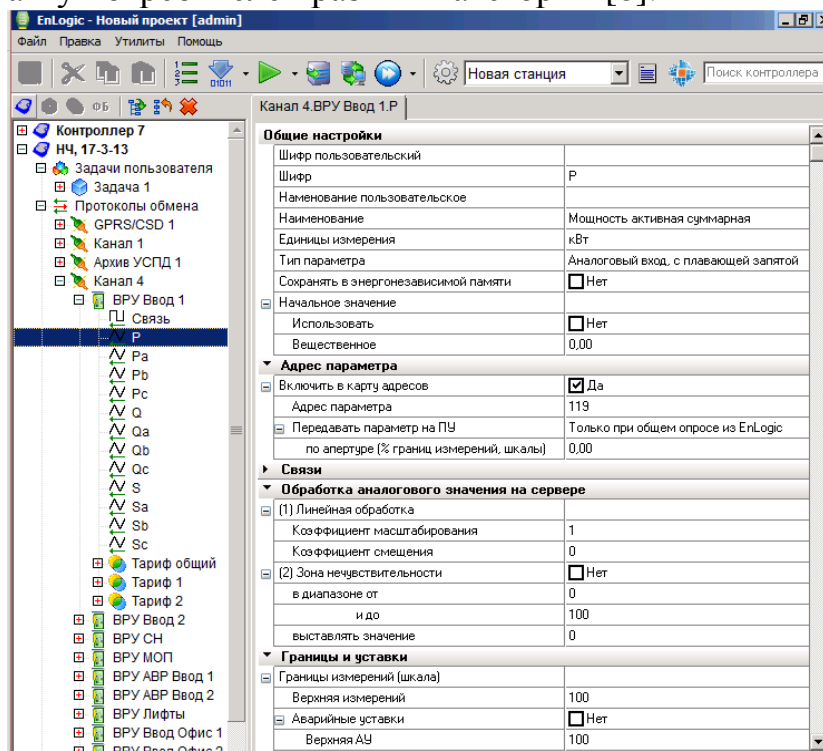 EnLogic - Новый проект [admin]
Файл Правка Утилиты Помощь
01011
Новая станция
Поиск контроллера
ФБ
Канал 4.ВРУ Ввод 1.Р
Контроллер 7
НЧ, 17-3-13
Задачи пользователя
Задача 1
Протоколы обмена
GPRS/CSD 1
Канал 1
Архив УСПД 1
Канал 4
ВРУ Ввод 1
Связь
P
Pa
Pb
Pc
Q
Qa
Qb
Qc
S
Sa
Sb
Sc
Тариф общий
Тариф 1
Тариф 2
ВРУ Ввод 2
ВРУ СН
ВРУ МОП
ВРУ АВР Ввод 1
ВРУ АВР Ввод 2
ВРУ Лифты
ВРУ Ввод Офис 1
ВРУ Ввод Офис 2
Общие настройки
Шифр пользовательский
Шифр P
Наменование пользовательское
Наименование Мощность активная суммарная
Единицы измерения кВт
Тип параметра Аналоговый вход, с плавающей запятой
Сохранять в энергонезависимой памяти Нет
Начальное значение
Использовать Нет
Вещественное 0,00
Адрес параметра
Включить в карту адресов Да
Адрес параметра 119
Передавать параметр на ПУ Только при общем опросе из EnLogic
по апертуре (% границ измерений, шкалы) 0,00
Связи
Обработка аналогового значения на сервере
(1) Линейная обработка
Коэффициент масштабирования 1
Коэффициент смещения 0
(2) Зона нечувствительности Нет
в диапазоне от 0
и до 100
выставлять значение 0
Границы и уставки
Границы измерений (шкала)
Верхняя измерений 100
Аварийные уставки Нет
Верхняя АУ 100